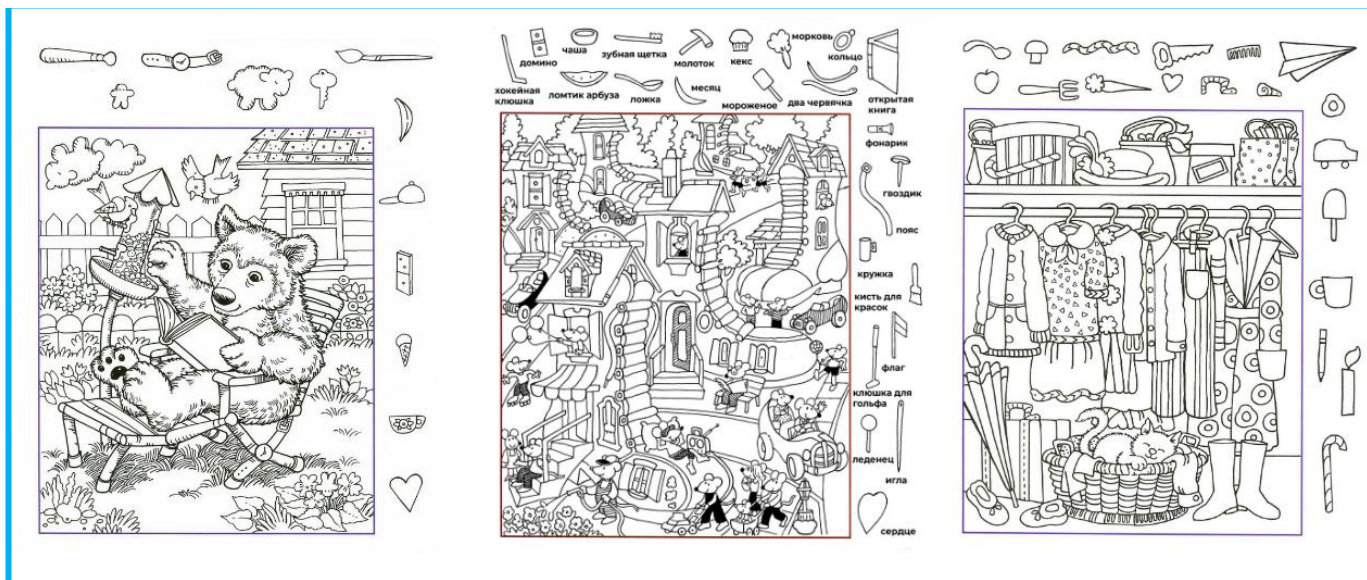 домино
чаша
зубная щетка
молоток
кекс
морковь
кольцо
хоккейная
клюшка
ломтик арбуза
ложка
месяц
мороженое
два червячка
открытая
книга
фонарик
гвоздик
пояс
кружка
кисть для
красок
флаг
клюшка для
гольфа
леденец
игла
сердце